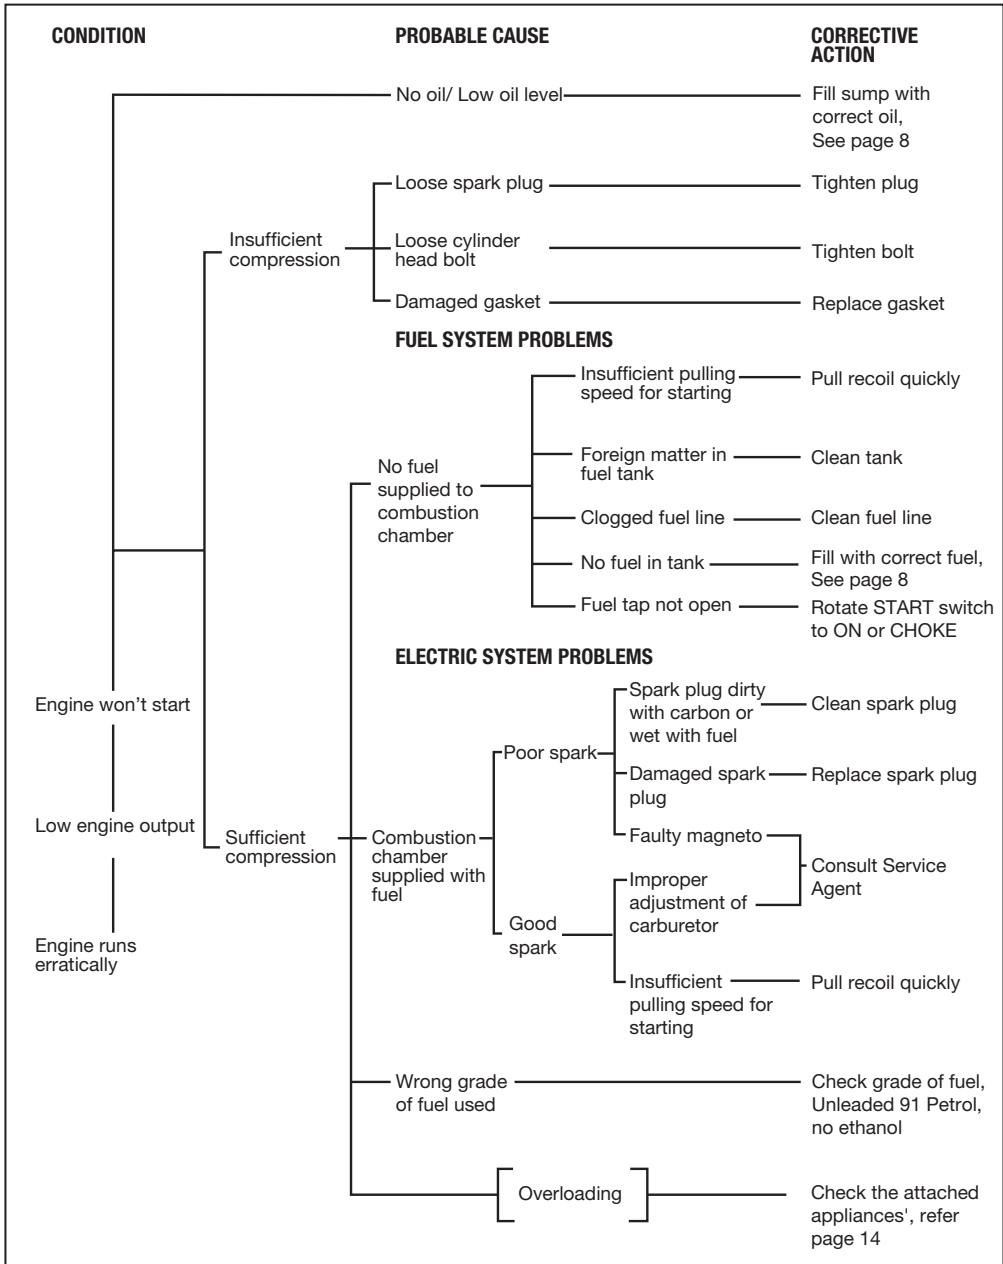 CONDITION
PROBABLE CAUSE
CORRECTIVE
ACTION
No oil/ Low oil level
Fill sump with
correct oil,
See page 8
Insufficient
compression
Loose spark plug
Tighten plug
Loose cylinder
head bolt
Tighten bolt
Damaged gasket
Replace gasket
FUEL SYSTEM PROBLEMS
No fuel
supplied to
combustion
chamber
Insufficient pulling
speed for starting
Pull recoil quickly
Foreign matter in
fuel tank
Clean tank
Clogged fuel line
Clean fuel line
No fuel in tank
Fill with correct fuel,
See page 8
Fuel tap not open
Rotate START switch
to ON or CHOKE
ELECTRIC SYSTEM PROBLEMS
Engine won't start
Low engine output
Engine runs
erratically
Sufficient
compression
Combustion
chamber
supplied with
fuel
Poor spark
Spark plug dirty
with carbon or
wet with fuel
Clean spark plug
Damaged spark
plug
Replace spark plug
Faulty magneto
Good
spark
Improper
adjustment of
carburetor
Consult Service
Agent
Insufficient
pulling speed for
starting
Pull recoil quickly
Wrong grade
of fuel used
Check grade of fuel,
Unleaded 91 Petrol,
no ethanol
Overloading
Check the attached
appliances', refer
page 14